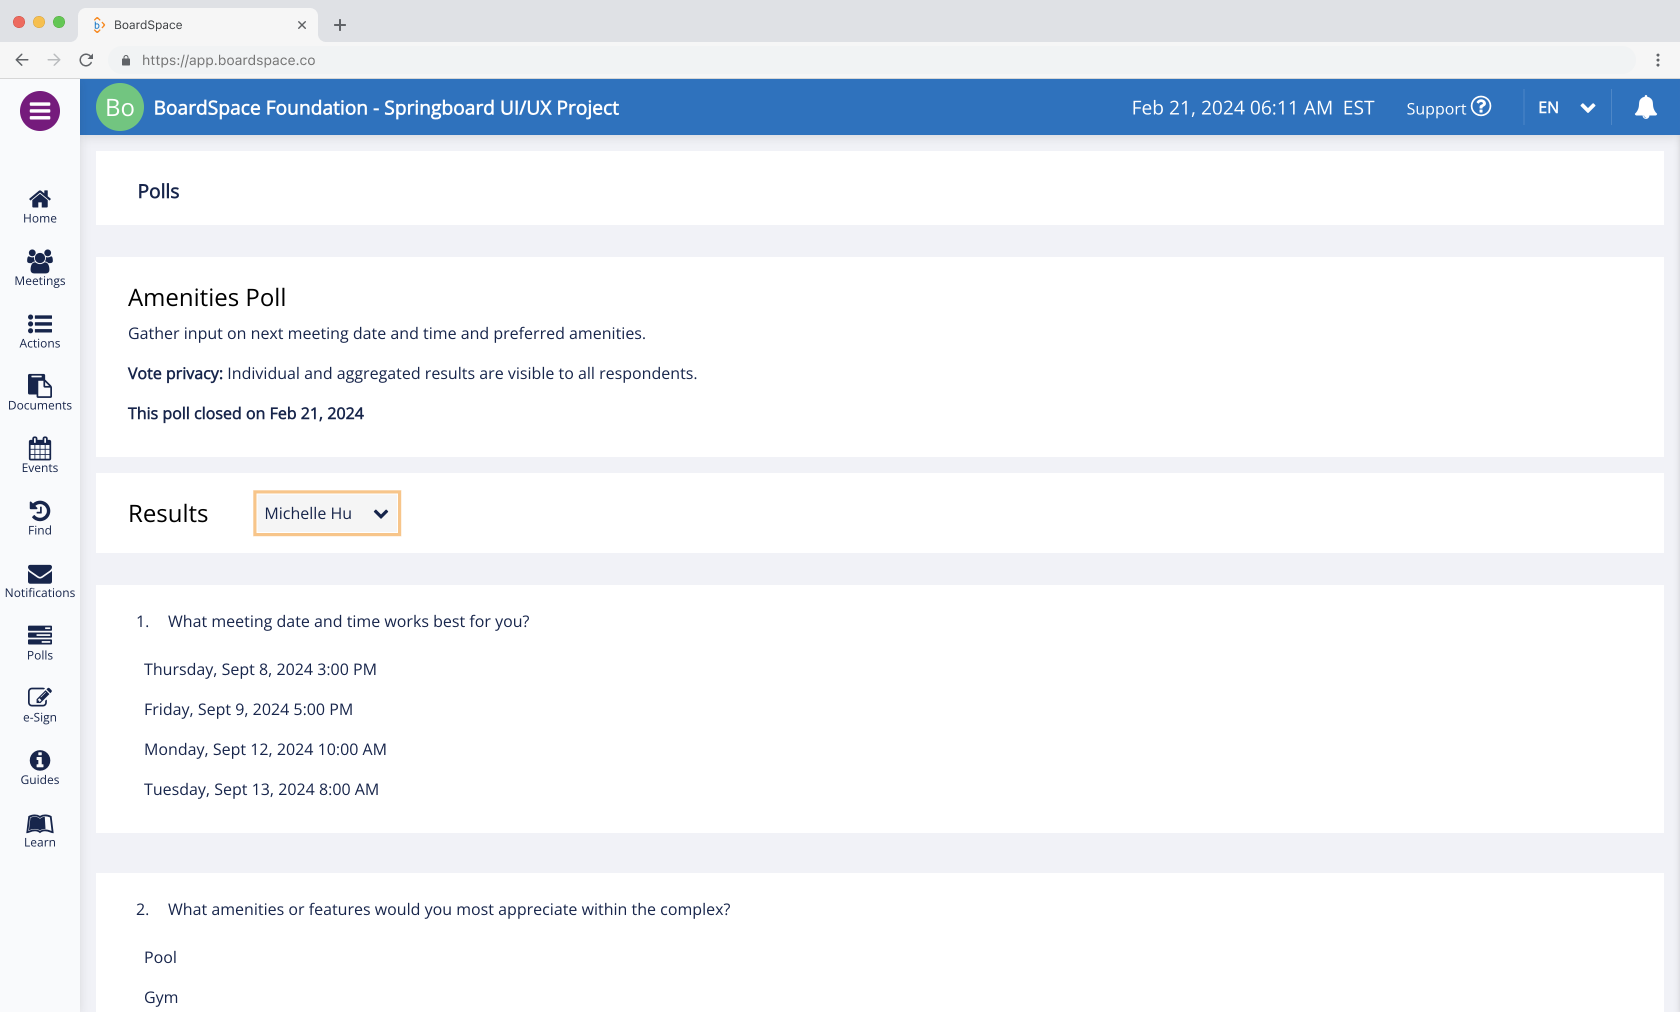 BoardSpace
https://app.boardspace.co
Bo BoardSpace Foundation - Springboard UI/UX Project Feb 21, 2024 06:11 AM EST Support ? EN
Home
Meetings
Actions
Documents
Events
Find
Notifications
Polls
e-Sign
Guides
Learn
Polls
Amenities Poll
Gather input on next meeting date and time and preferred amenities.
Vote privacy: Individual and aggregated results are visible to all respondents.
This poll closed on Feb 21, 2024
Results Michelle Hu
1. What meeting date and time works best for you?
Thursday, Sept 8, 2024 3:00 PM
Friday, Sept 9, 2024 5:00 PM
Monday, Sept 12, 2024 10:00 AM
Tuesday, Sept 13, 2024 8:00 AM
2. What amenities or features would you most appreciate within the complex?
Pool
Gym